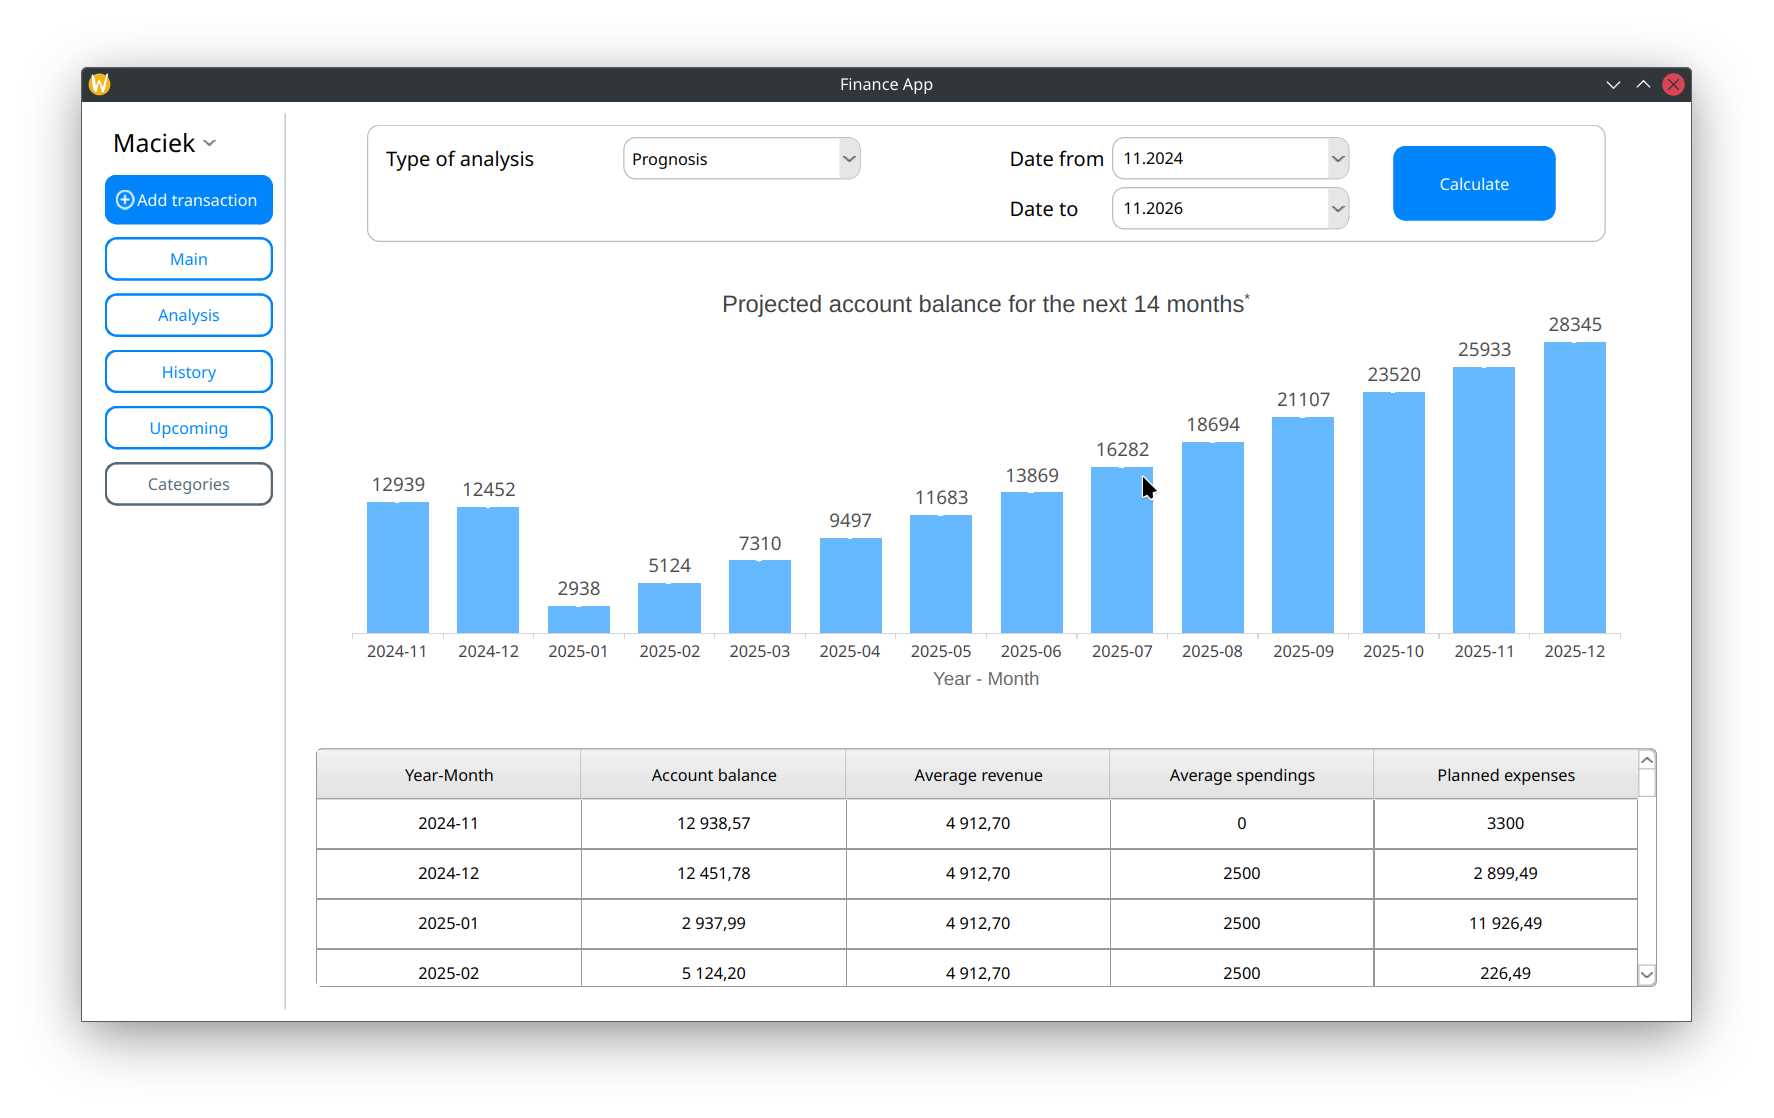 Finance App
Maciek
Add transaction
Main
Analysis
History
Upcoming
Categories
Type of analysis Prognosis Date from 11.2024 Calculate
Date to 11.2026
Projected account balance for the next 14 months*
12939 12452 2938 5124 7310 9497 11683 13869 16282 18694 21107 23520 25933 28345
2024-11 2024-12 2025-01 2025-02 2025-03 2025-04 2025-05 2025-06 2025-07 2025-08 2025-09 2025-10 2025-11 2025-12
Year - Month
Year-Month Account balance Average revenue Average spendings Planned expenses
2024-11 12 938,57 4 912,70 0 3300
2024-12 12 451,78 4 912,70 2500 2 899,49
2025-01 2 937,99 4 912,70 2500 11 926,49
2025-02 5 124,20 4 912,70 2500 226,49